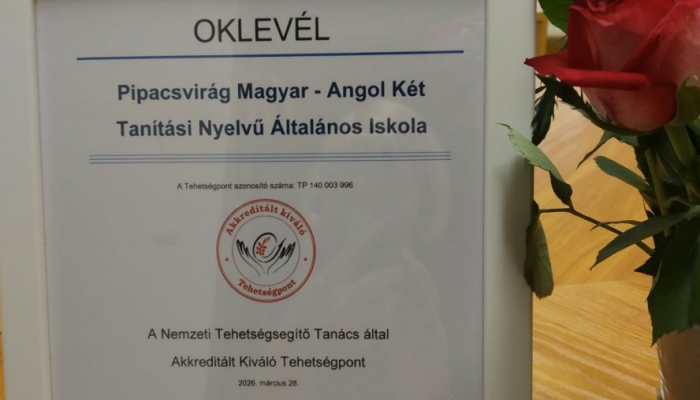 OKLEVÉL
Pipacsvirág Magyar - Angol Két
Tanítási Nyelvű Általános Iskola
A Tehetségpont azonosító száma: TP 140 003 996
Akkreditált kiváló
Tehetségpont
A Nemzeti Tehetségsegítő Tanács által
Akkreditált Kiváló Tehetségpont
2026. március 28.